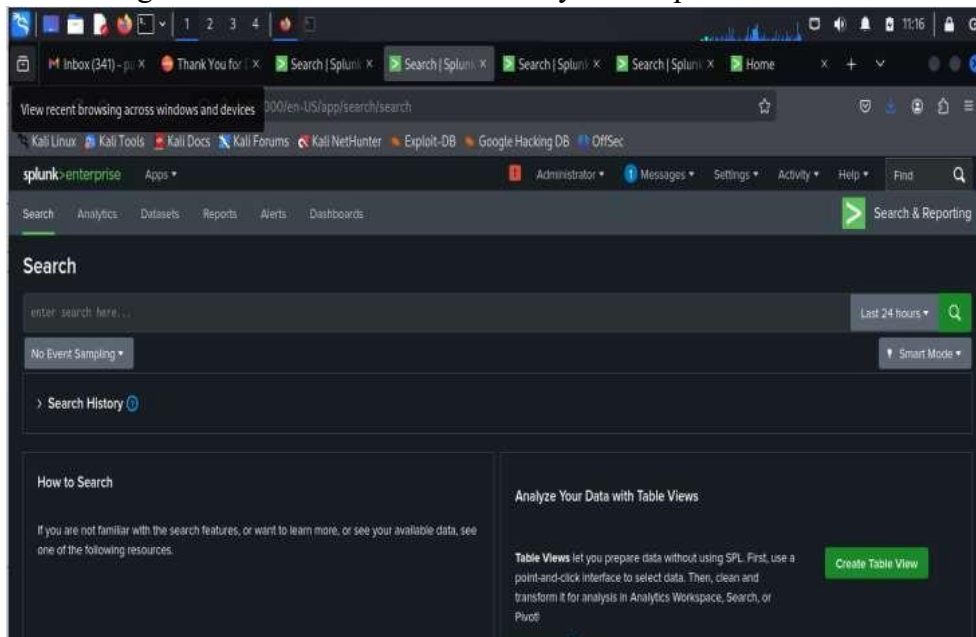 1 2 3 4 11:16
Inbox (341) - Thank You for Search | Splun Search | Splun Search | Splun Search | Splun Home
View recent browsing across windows and devices 000/en-US/app/search/search
Kali Linux Kali Tools Kali Docs Kali Forums Kali NetHunter Exploit-DB Google Hacking DB OffSec
splunk>enterprise Apps Administrator 1 Messages Settings Activity Help Find
Search Analytics Datasets Reports Alerts Dashboards Search & Reporting
Search
enter search here... Last 24 hours
No Event Sampling Smart Mode
> Search History
How to Search
If you are not familiar with the search features, or want to learn more, or see your available data, see
one of the following resources.
Analyze Your Data with Table Views
Table Views let you prepare data without using SPL. First, use a
point-and-click interface to select data. Then, clean and
transform it for analysis in Analytics Workspace, Search, or
Pivot!
Create Table View